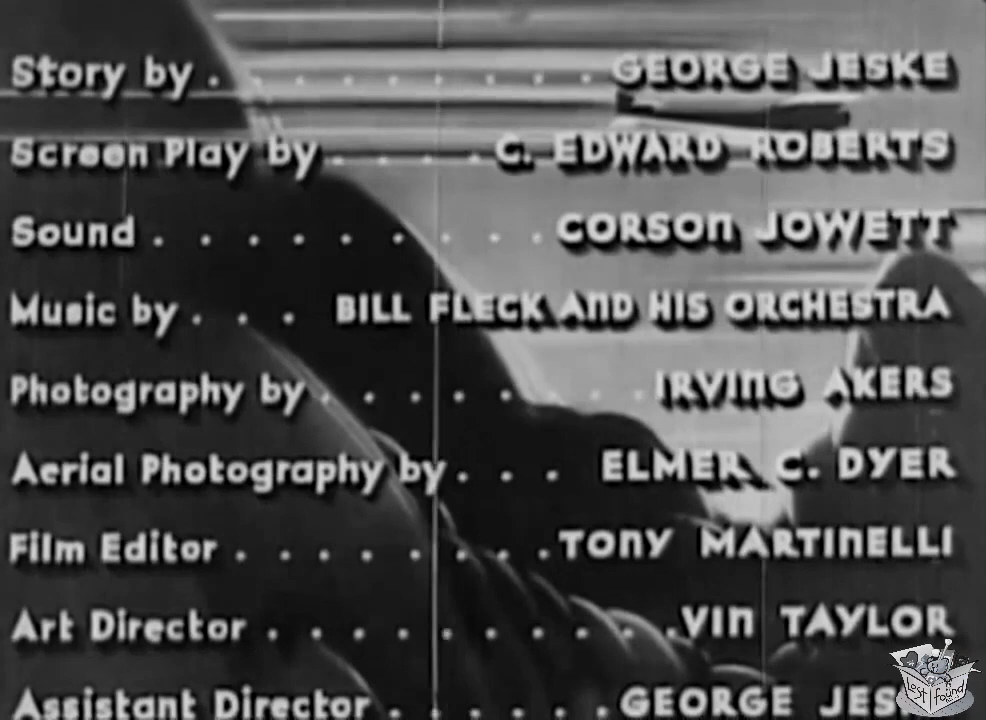 Story by . . . . . . . . . GEORGE JESKE
Screen Play by . . . . C. EDWARD ROBERTS
Sound . . . . . . . . . CORSON JOWETT
Music by . . . BILL FLECK AND HIS ORCHESTRA
Photography by . . . . . . . . IRVING AKERS
Aerial Photography by . . . ELMER C. DYER
Film Editor . . . . . . . . TONY MARTINELLI
Art Director . . . . . . . . . . VIN TAYLOR
Assistant Director . . . . . . GEORGE
Lost Found